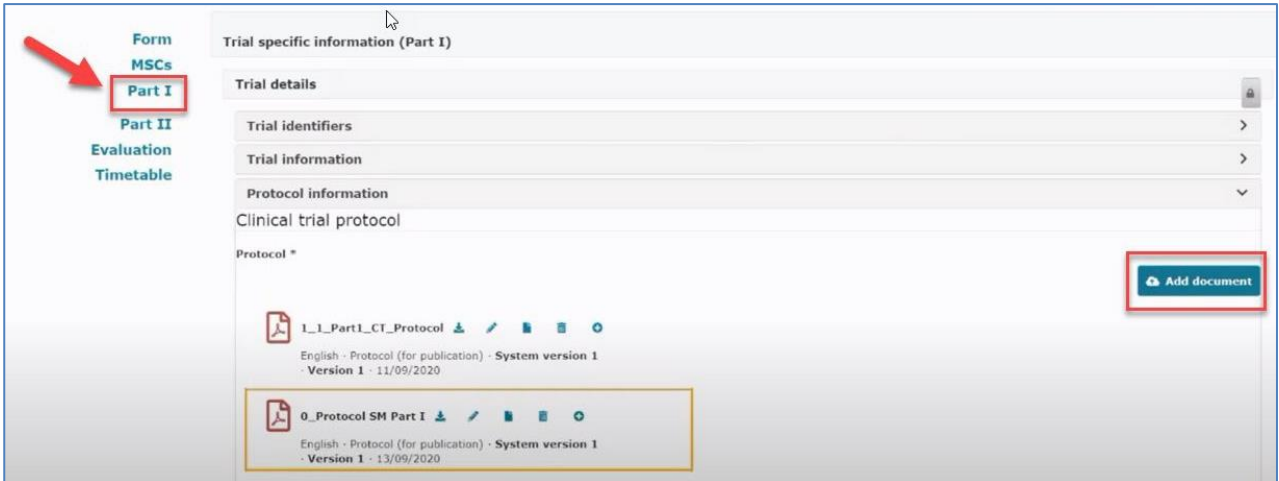 Form
MSCs
Part I
Part II
Evaluation
Timetable
Trial specific information (Part I)
Trial details
Trial identifiers
Trial information
Protocol information
Clinical trial protocol
Protocol *
Add document
1_1_Part1_CT_Protocol
English · Protocol (for publication) · System version 1
· Version 1 · 11/09/2020
0_Protocol SM Part I
English · Protocol (for publication) · System version 1
· Version 1 · 13/09/2020